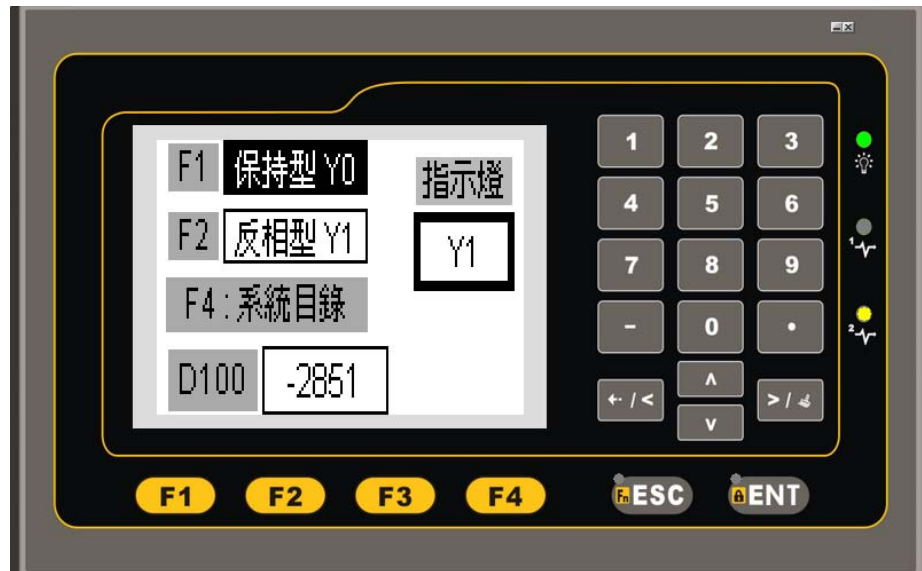 F1 保持型 Y0
指示燈
F2 反相型 Y1
Y1
F4 : 系統目錄
D100 -2851
1 2 3
4 5 6
7 8 9
- 0 •
← / < ∧ > /
∨
1
2
F1 F2 F3 F4 Fn ESC ENT